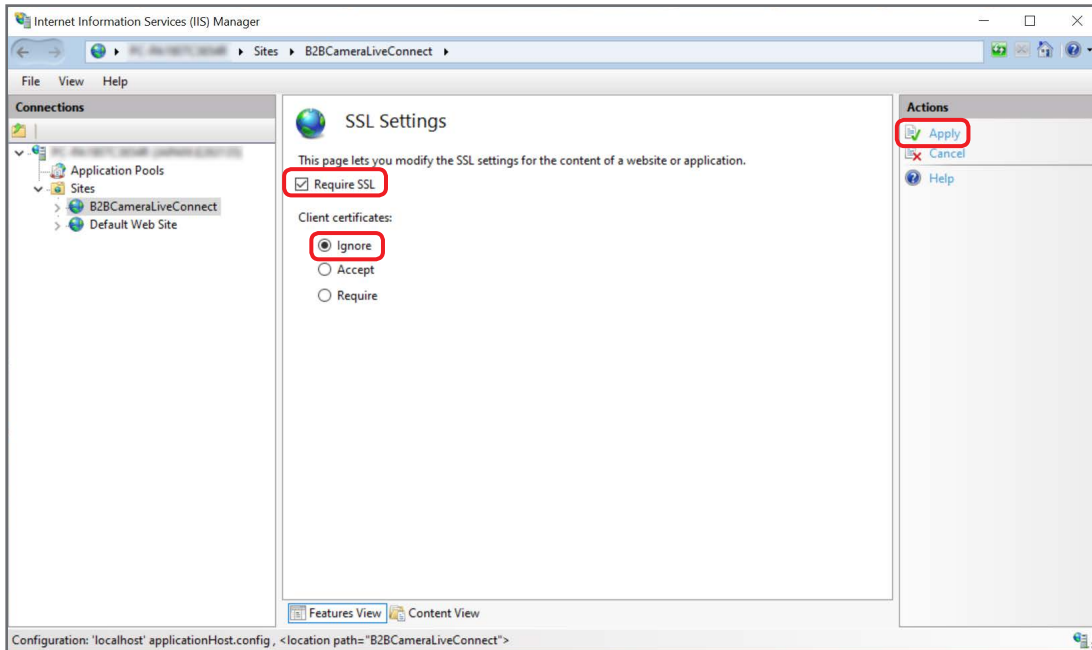 Internet Information Services (IIS) Manager
Sites B2BCameraLiveConnect
File View Help
Connections
Application Pools
Sites
B2BCameraLiveConnect
Default Web Site
SSL Settings
This page lets you modify the SSL settings for the content of a website or application.
Require SSL
Client certificates:
Ignore
Accept
Require
Features View Content View
Actions
Apply
Cancel
Help
Configuration: 'localhost' applicationHost.config , <location path="B2BCameraLiveConnect">